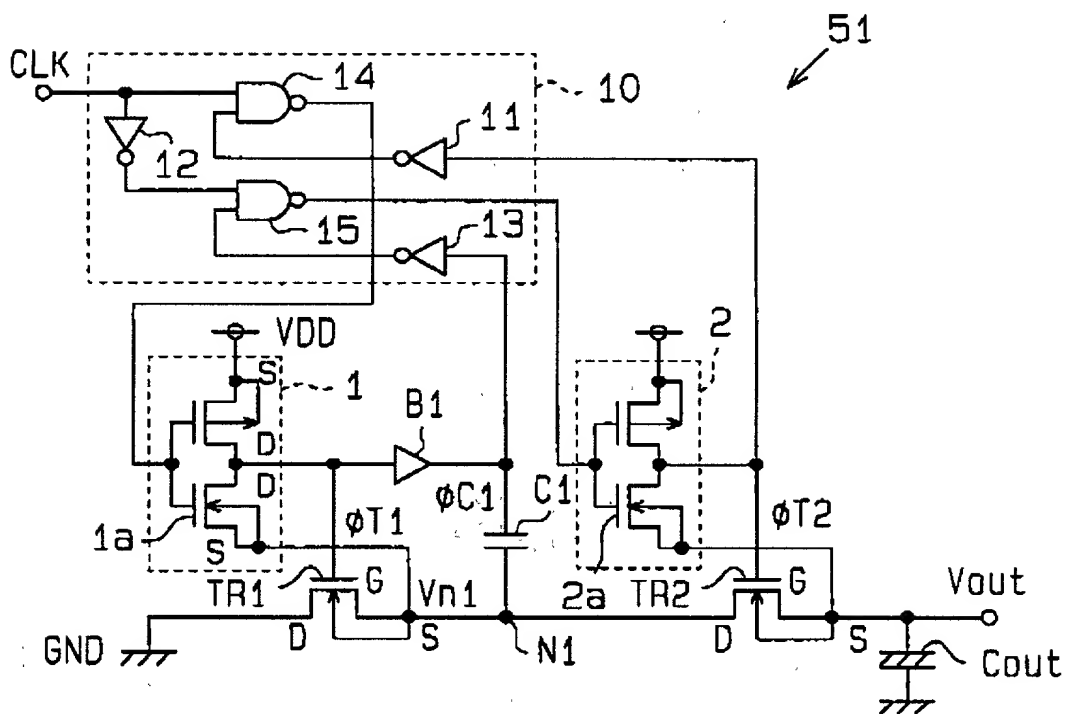 51
CLK
14
10
11
12
15
13
VDD
2
S
1
B1
D
D
φC1
C1
φT1
φT2
1a
S
TR1
G
Vn1
2a
TR2
G
Vout
D
S
N1
D
S
GND
Cout